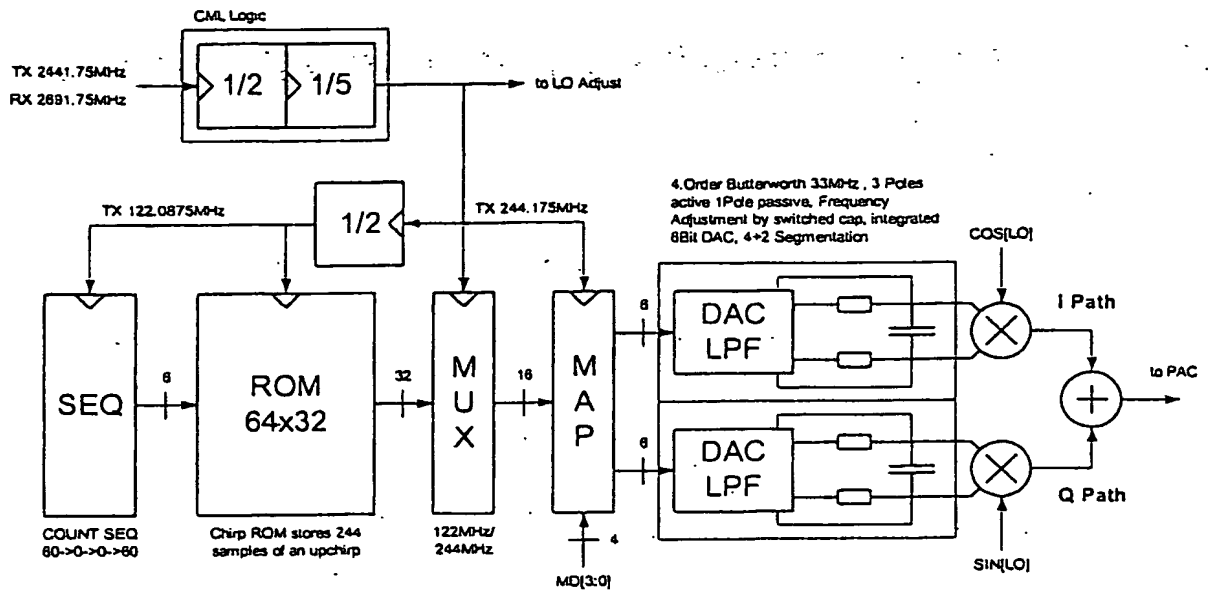 CML Logic
TX 2441.75MHz
RX 2691.75MHz
1/2
1/5
to LO Adjust
TX 122.0875MHz
1/2
TX 244.175MHz
4.Order Butterworth 33MHz , 3 Poles
active 1Pole passive, Frequency
Adjustment by switched cap, integrated
6Bit DAC, 4+2 Segmentation
COS[LO]
SEQ
6
ROM
64x32
32
MUX
16
MAP
6
DAC
LPF
I Path
to PAC
6
DAC
LPF
Q Path
SIN[LO]
COUNT SEQ
60->0->0->60
Chirp ROM stores 244
samples of an upchirp
122MHz/
244MHz
4
MD[3:0]